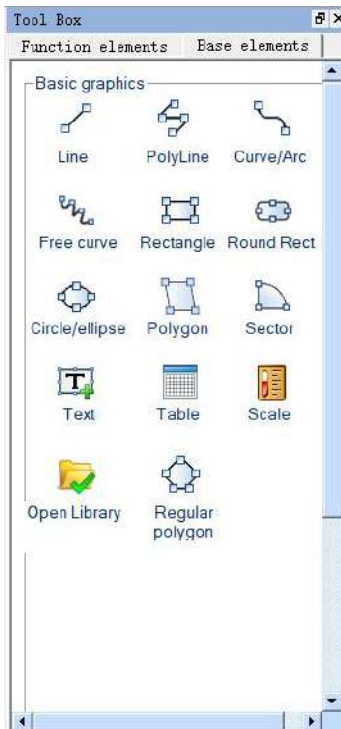 Tool Box
Function elements Base elements
Basic graphics
Line PolyLine Curve/Arc
Free curve Rectangle Round Rect
Circle/ellipse Polygon Sector
T
Text Table Scale
Open Library Regular
polygon